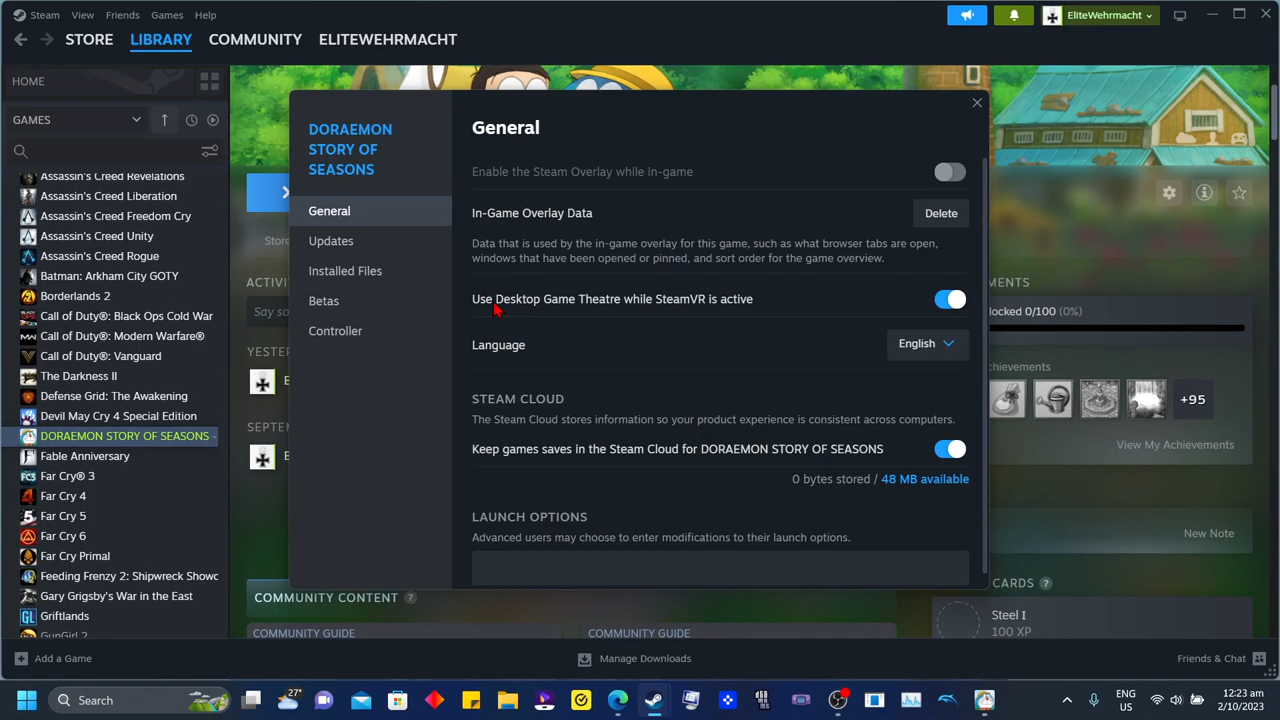 Steam View Friends Games Help
EliteWehrmacht
STORE LIBRARY COMMUNITY ELITEWEHRMACHT
HOME
GAMES
Assassin's Creed Revelations
Assassin's Creed Liberation
Assassin's Creed Freedom Cry
Assassin's Creed Unity
Assassin's Creed Rogue
Batman: Arkham City GOTY
Borderlands 2
Call of Duty®: Black Ops Cold War
Call of Duty®: Modern Warfare®
Call of Duty®: Vanguard
The Darkness II
Defense Grid: The Awakening
Devil May Cry 4 Special Edition
DORAEMON STORY OF SEASONS -
Fable Anniversary
Far Cry® 3
Far Cry 4
Far Cry 5
Far Cry 6
Far Cry Primal
Feeding Frenzy 2: Shipwreck Showd
Gary Grigsby's War in the East
Griftlands
GunGirl 2
DORAEMON
STORY OF
SEASONS
General
Updates
Installed Files
Betas
Controller
General
Enable the Steam Overlay while in-game
In-Game Overlay Data
Delete
Data that is used by the in-game overlay for this game, such as what browser tabs are open,
windows that have been opened or pinned, and sort order for the game overview.
Use Desktop Game Theatre while SteamVR is active
Language
English
STEAM CLOUD
The Steam Cloud stores information so your product experience is consistent across computers.
Keep games saves in the Steam Cloud for DORAEMON STORY OF SEASONS
0 bytes stored / 48 MB available
LAUNCH OPTIONS
Advanced users may choose to enter modifications to their launch options.
Store
ACTIVI
Say so
YESTE
E
SEPT
E
MENTS
locked 0/100 (0%)
chievements
+95
View My Achievements
New Note
CARDS ?
Steel I
100 XP
COMMUNITY CONTENT ?
COMMUNITY GUIDE
COMMUNITY GUIDE
Add a Game
Manage Downloads
Friends & Chat
Search
27°
ENG
US
12:23 am
2/10/2023